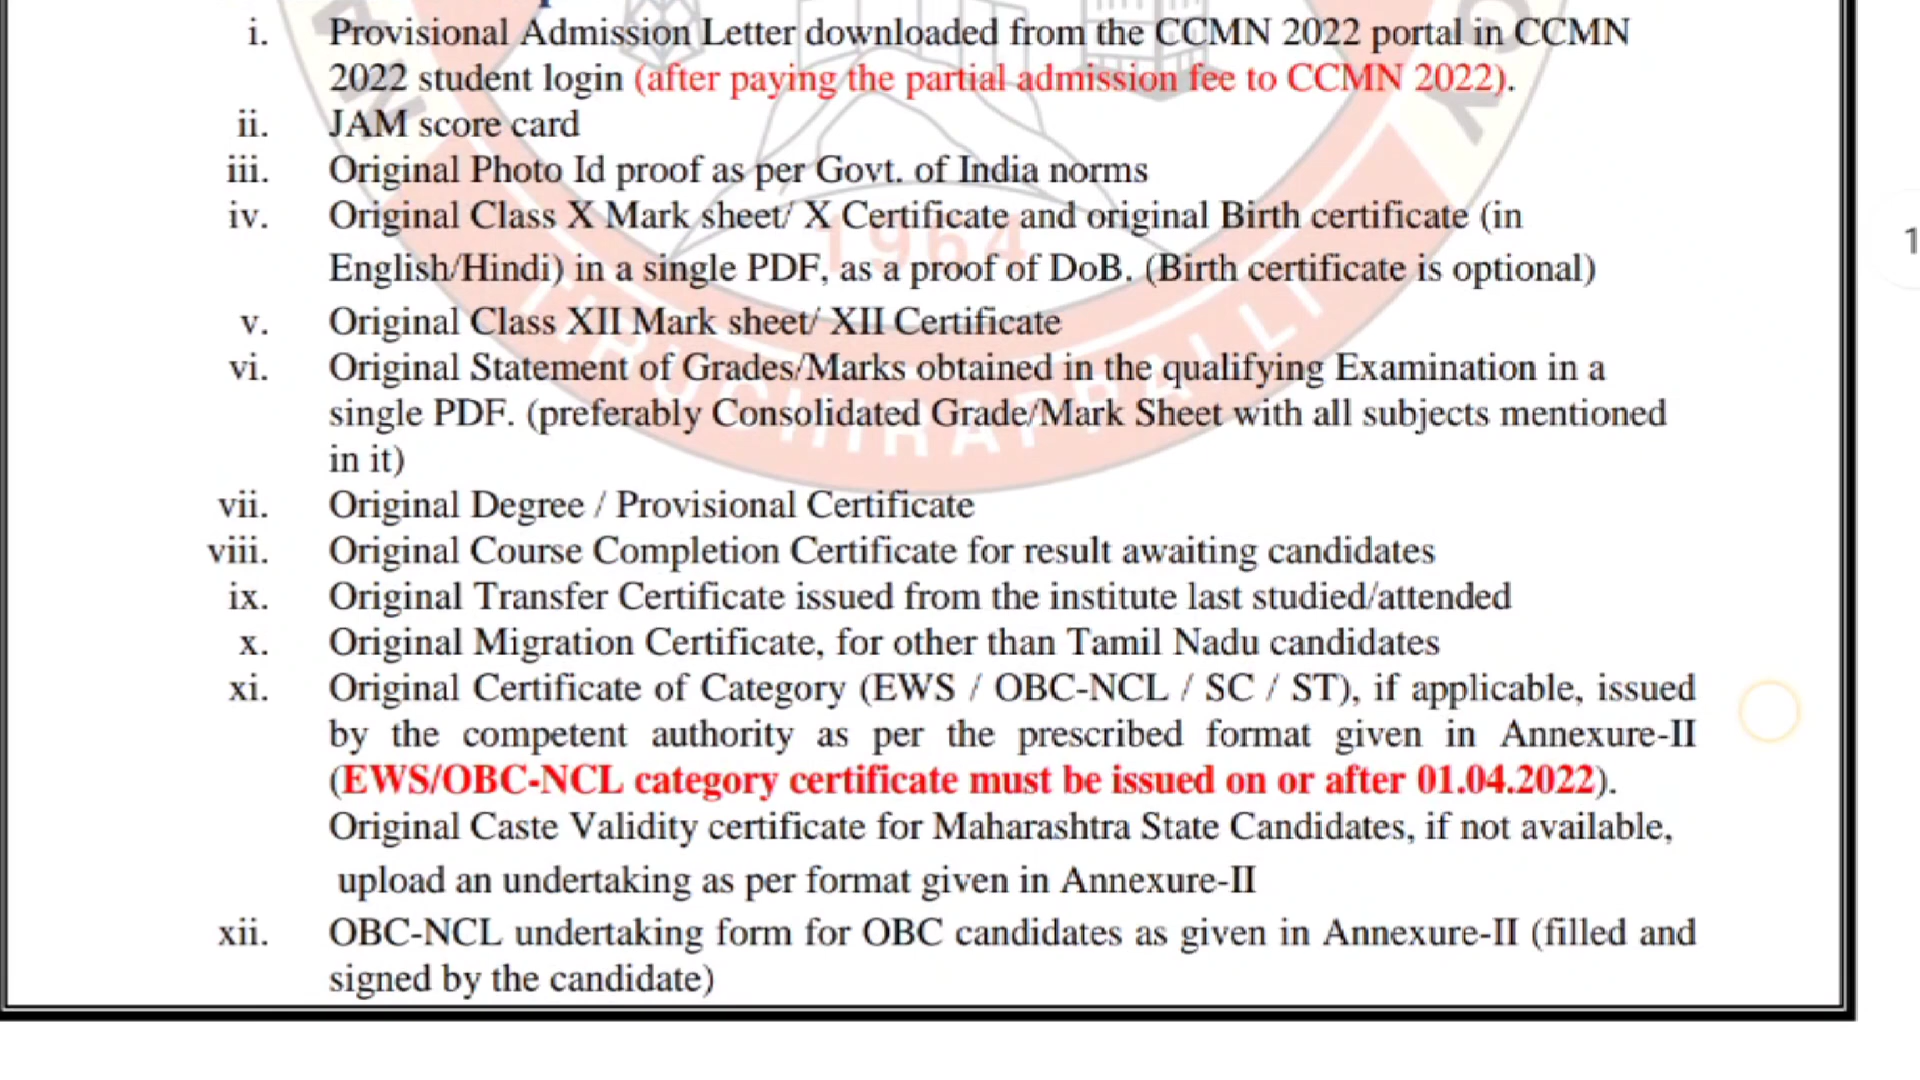 i. Provisional Admission Letter downloaded from the CCMN 2022 portal in CCMN
2022 student login (after paying the partial admission fee to CCMN 2022).
ii. JAM score card
iii. Original Photo Id proof as per Govt. of India norms
iv. Original Class X Mark sheet/ X Certificate and original Birth certificate (in
English/Hindi) in a single PDF, as a proof of DoB. (Birth certificate is optional)
v. Original Class XII Mark sheet/ XII Certificate
vi. Original Statement of Grades/Marks obtained in the qualifying Examination in a
single PDF. (preferably Consolidated Grade/Mark Sheet with all subjects mentioned
in it)
vii. Original Degree / Provisional Certificate
viii. Original Course Completion Certificate for result awaiting candidates
ix. Original Transfer Certificate issued from the institute last studied/attended
x. Original Migration Certificate, for other than Tamil Nadu candidates
xi. Original Certificate of Category (EWS / OBC-NCL / SC / ST), if applicable, issued
by the competent authority as per the prescribed format given in Annexure-II
(EWS/OBC-NCL category certificate must be issued on or after 01.04.2022).
Original Caste Validity certificate for Maharashtra State Candidates, if not available,
upload an undertaking as per format given in Annexure-II
xii. OBC-NCL undertaking form for OBC candidates as given in Annexure-II (filled and
signed by the candidate)
1964
TIRUCHIRAPPALLI
1